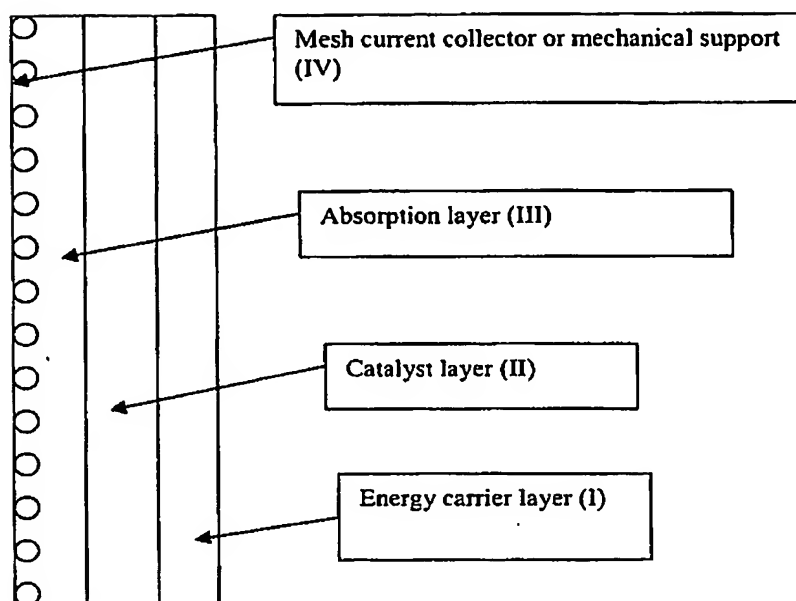 Mesh current collector or mechanical support
(IV)
Absorption layer (III)
Catalyst layer (II)
Energy carrier layer (I)